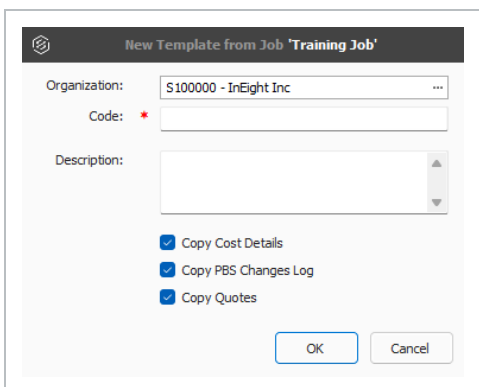 New Template from Job 'Training Job'
Organization: S100000 - InEight Inc ...
Code: *
Description:
Copy Cost Details
Copy PBS Changes Log
Copy Quotes
OK Cancel